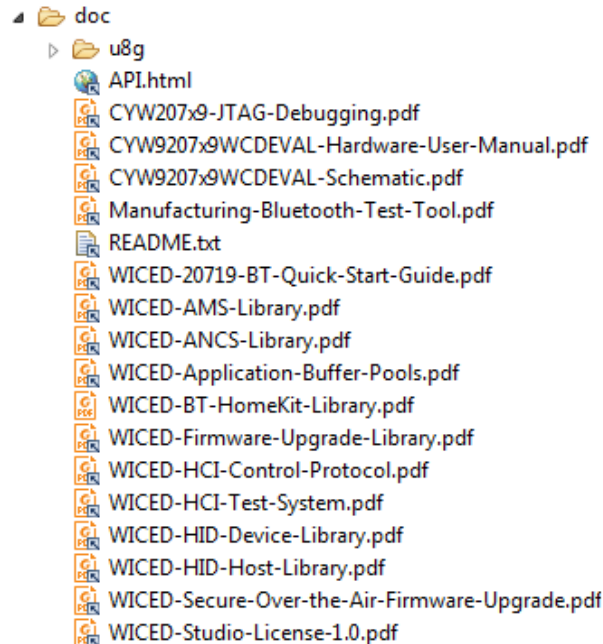 doc
u8g
API.html
CYW207x9-JTAG-Debugging.pdf
CYW9207x9WCDEVAL-Hardware-User-Manual.pdf
CYW9207x9WCDEVAL-Schematic.pdf
Manufacturing-Bluetooth-Test-Tool.pdf
README.txt
WICED-20719-BT-Quick-Start-Guide.pdf
WICED-AMS-Library.pdf
WICED-ANCS-Library.pdf
WICED-Application-Buffer-Pools.pdf
WICED-BT-HomeKit-Library.pdf
WICED-Firmware-Upgrade-Library.pdf
WICED-HCI-Control-Protocol.pdf
WICED-HCI-Test-System.pdf
WICED-HID-Device-Library.pdf
WICED-HID-Host-Library.pdf
WICED-Secure-Over-the-Air-Firmware-Upgrade.pdf
WICED-Studio-License-1.0.pdf